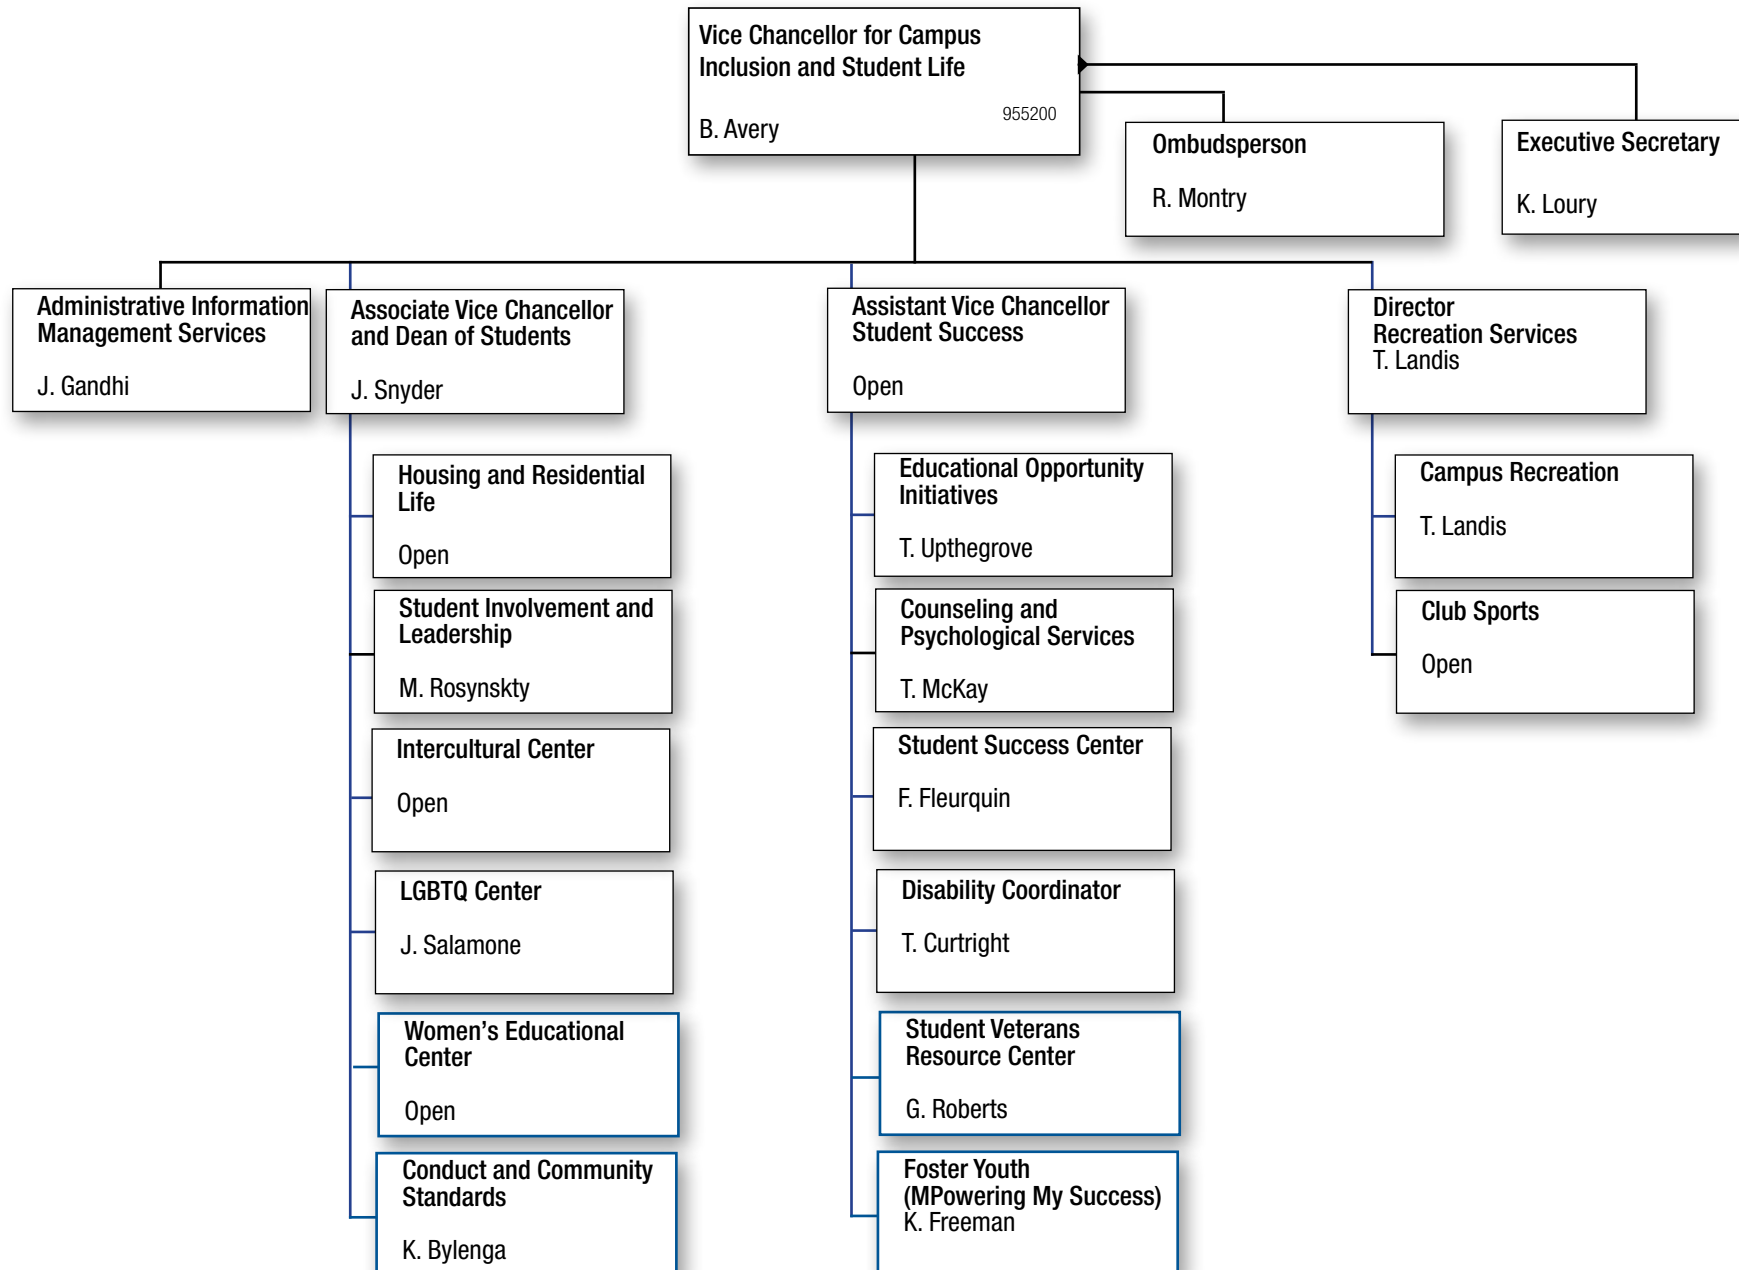 Vice Chancellor for Campus
Inclusion and Student Life
955200
B. Avery
Ombudsperson
R. Montry
Executive Secretary
K. Loury
Administrative Information
Management Services
J. Gandhi
Associate Vice Chancellor
and Dean of Students
J. Snyder
Assistant Vice Chancellor
Student Success
Open
Director
Recreation Services
T. Landis
Housing and Residential
Life
Open
Student Involvement and
Leadership
M. Rosynskty
Intercultural Center
Open
LGBTQ Center
J. Salamone
Women’s Educational
Center
Open
Conduct and Community
Standards
K. Bylenga
Educational Opportunity
Initiatives
T. Upthegrove
Counseling and
Psychological Services
T. McKay
Student Success Center
F. Fleurquin
Disability Coordinator
T. Curtright
Student Veterans
Resource Center
G. Roberts
Foster Youth
(MPowering My Success)
K. Freeman
Campus Recreation
T. Landis
Club Sports
Open